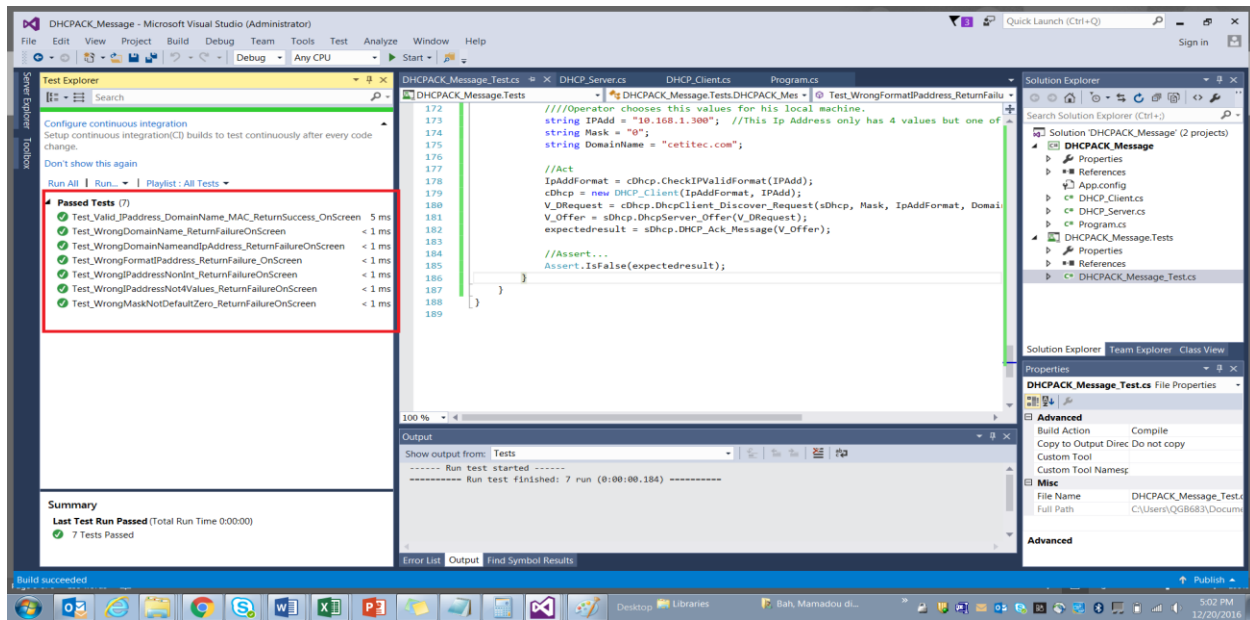 DHCPACK_Message - Microsoft Visual Studio (Administrator)
3
Quick Launch (Ctrl+Q)
File Edit View Project Build Debug Team Tools Test Analyze Window Help
Sign in
Debug Any CPU Start
Server Explorer
Toolbox
Test Explorer
Search
Configure continuous integration
Setup continuous integration(CI) builds to test continuously after every code
change.
Don't show this again
Run All | Run... | Playlist : All Tests
Passed Tests (7)
Test_Valid_IPaddress_DomainName_MAC_ReturnSuccess_OnScreen 5 ms
Test_WrongDomainName_ReturnFailureOnScreen < 1 ms
Test_WrongDomainNameandIpAddress_ReturnFailureOnScreen < 1 ms
Test_WrongFormatIPaddress_ReturnFailure_OnScreen < 1 ms
Test_WrongIPaddressNonInt_ReturnFailureOnScreen < 1 ms
Test_WrongIPaddressNot4Values_ReturnFailureOnScreen < 1 ms
Test_WrongMaskNotDefaultZero_ReturnFailureOnScreen < 1 ms
Summary
Last Test Run Passed (Total Run Time 0:00:00)
7 Tests Passed
DHCPACK_Message_Test.cs DHCP_Server.cs DHCP_Client.cs Program.cs
DHCPACK_Message.Tests DHCPACK_Message.Tests.DHCPACK_Mes Test_WrongFormatIPaddress_ReturnFailu
172 ////Operator chooses this values for his local machine.
173 string IPAdd = "10.168.1.300"; //This Ip Address only has 4 values but one of
174 string Mask = "0";
175 string DomainName = "cetitec.com";
176
177 //Act
178 IpAddFormat = cDhcp.CheckIPValidFormat(IPAdd);
179 cDhcp = new DHCP_Client(IpAddFormat, IPAdd);
180 V_DRequest = cDhcp.DhcpClient_Discover_Request(sDhcp, Mask, IpAddFormat, Domai
181 V_Offer = sDhcp.DhcpServer_Offer(V_DRequest);
182 expectedresult = sDhcp.DHCP_Ack_Message(V_Offer);
183
184 //Assert...
185 Assert.IsFalse(expectedresult);
186 }
187 }
188 }
189
100 %
Output
Show output from: Tests
------ Run test started ------
========== Run test finished: 7 run (0:00:00.184) ==========
Error List Output Find Symbol Results
Solution Explorer
Search Solution Explorer (Ctrl+;)
Solution 'DHCPACK_Message' (2 projects)
DHCPACK_Message
Properties
References
App.config
DHCP_Client.cs
DHCP_Server.cs
Program.cs
DHCPACK_Message.Tests
Properties
References
DHCPACK_Message_Test.cs
Solution Explorer Team Explorer Class View
Properties
DHCPACK_Message_Test.cs File Properties
Advanced
Build Action Compile
Copy to Output Direc Do not copy
Custom Tool
Custom Tool Namesp
Misc
File Name DHCPACK_Message_Test.c
Full Path C:\Users\QGB683\Docume
Advanced
Build succeeded
Publish
Desktop Libraries Bah, Mamadou di...
5:02 PM
12/20/2016